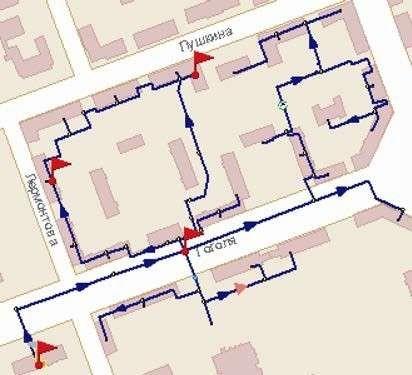 Пушкина
Лермонтова
Гоголя